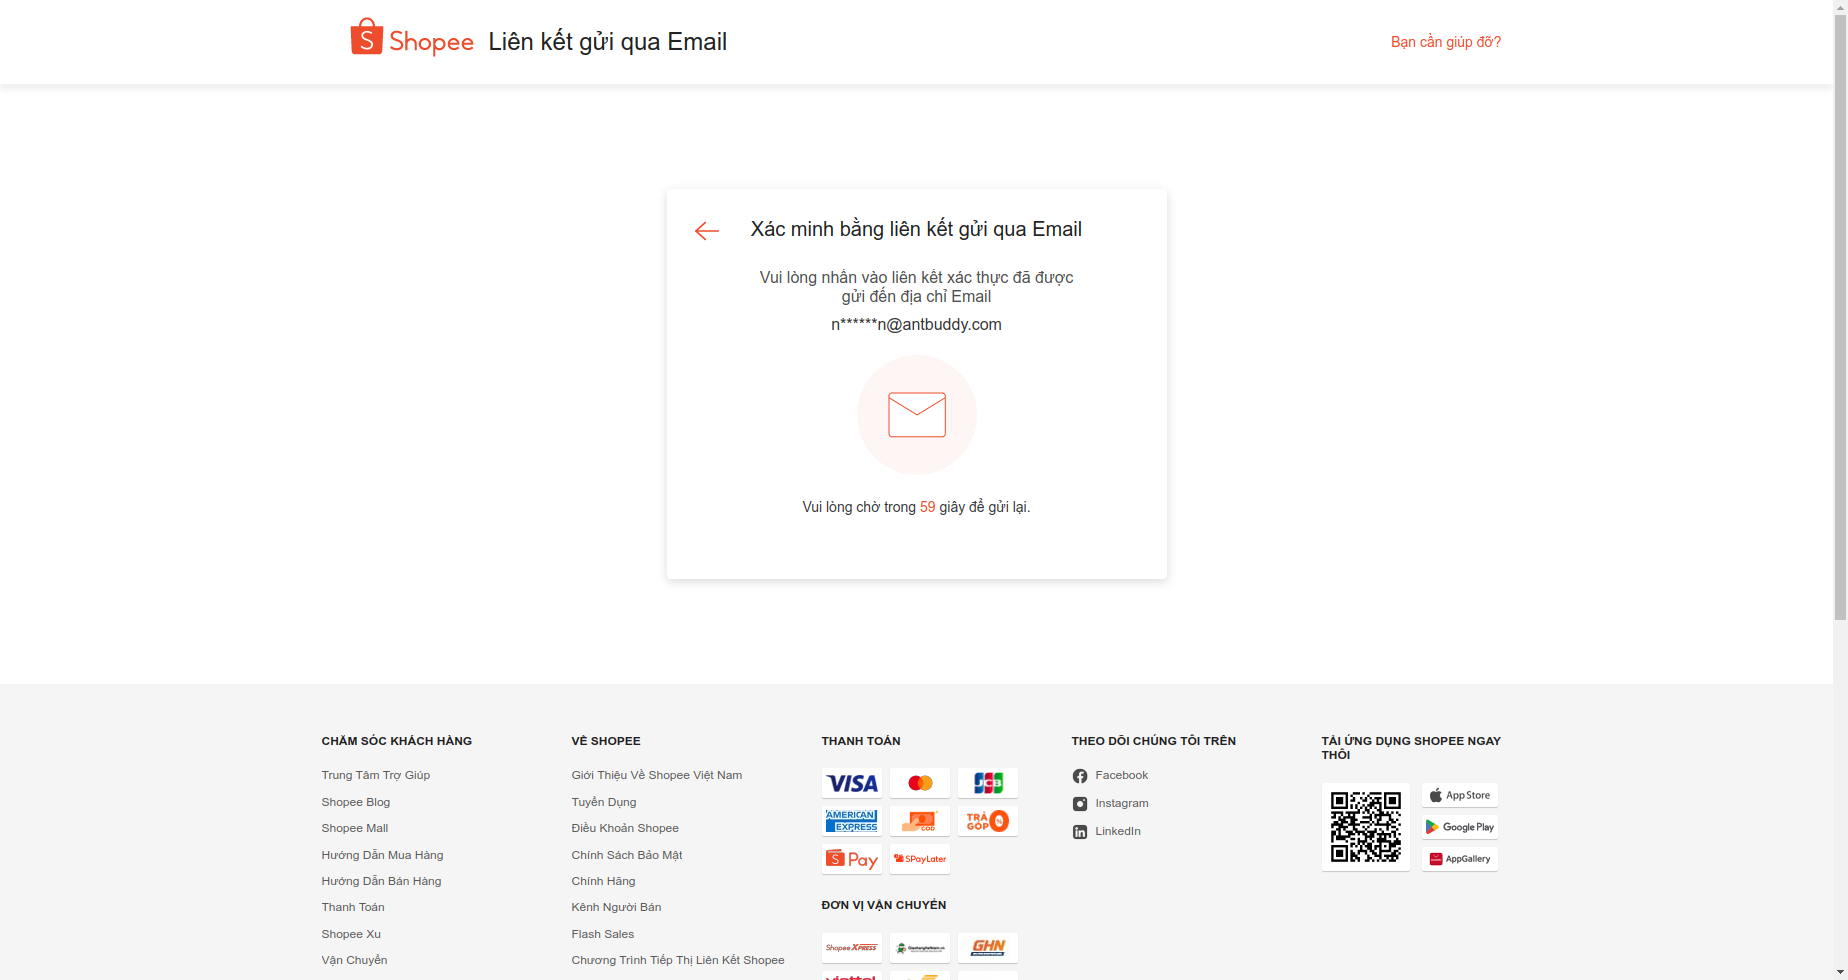 Shopee Liên kết gửi qua Email
Bạn cần giúp đỡ?
Xác minh bằng liên kết gửi qua Email
Vui lòng nhấn vào liên kết xác thực đã được
gửi đến địa chỉ Email
n******n@antbuddy.com
Vui lòng chờ trong 59 giây để gửi lại.
CHĂM SÓC KHÁCH HÀNG
Trung Tâm Trợ Giúp
Shopee Blog
Shopee Mall
Hướng Dẫn Mua Hàng
Hướng Dẫn Bán Hàng
Thanh Toán
Shopee Xu
Vận Chuyển
VỀ SHOPEE
Giới Thiệu Về Shopee Việt Nam
Tuyển Dụng
Điều Khoản Shopee
Chính Sách Bảo Mật
Chính Hãng
Kênh Người Bán
Flash Sales
Chương Trình Tiếp Thị Liên Kết Shopee
THANH TOÁN
VISA
JCB
AMERICAN
EXPRESS
COD
TRẢ
GÓP
S Pay
SPayLater
ĐƠN VỊ VẬN CHUYỂN
Shopee XPRESS
GHN
viettel
THEO DÕI CHÚNG TÔI TRÊN
Facebook
Instagram
LinkedIn
TẢI ỨNG DỤNG SHOPEE NGAY
THÔI
App Store
Google Play
AppGallery